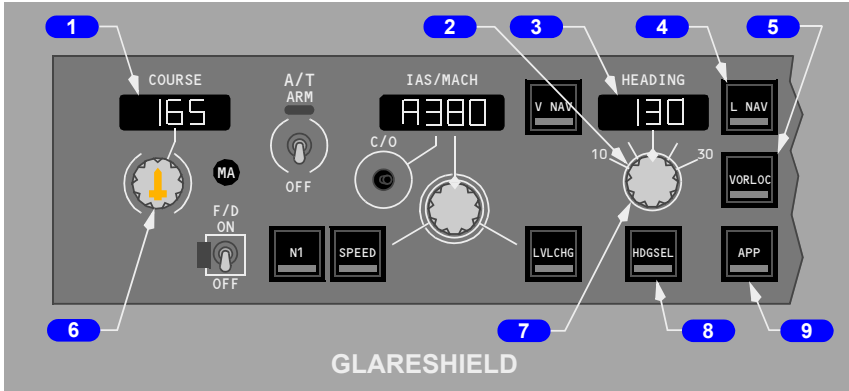 1 2 3 4 5
COURSE A/T IAS/MACH HEADING
ARM
165 A380 V NAV 130 L NAV
C/O
10 30
MA VORLOC
OFF
F/D
ON
N1 SPEED LVLCHG HDGSEL APP
OFF
6 7 8 9
GLARESHIELD